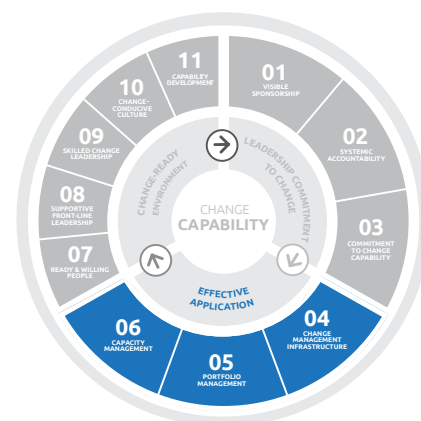 01
VISIBLE
SPONSORSHIP
02
SYSTEMIC
ACCOUNTABILITY
03
COMMITMENT
TO CHANGE
CAPABILITY
04
CHANGE
MANAGEMENT
INFRASTRUCTURE
05
PORTFOLIO
MANAGEMENT
06
CAPACITY
MANAGEMENT
07
READY & WILLING
PEOPLE
08
SUPPORTIVE
FRONT-LINE
LEADERSHIP
09
SKILLED CHANGE
LEADERSHIP
10
CHANGE-
CONDUCIVE
CULTURE
11
CAPABILEY
DEVELOPMENT
LEADERSHIP COMMITMENT
TO CHANGE
EFFECTIVE
APPLICATION
CHANGE-READY
ENVIRONMENT
CHANGE
CAPABILITY